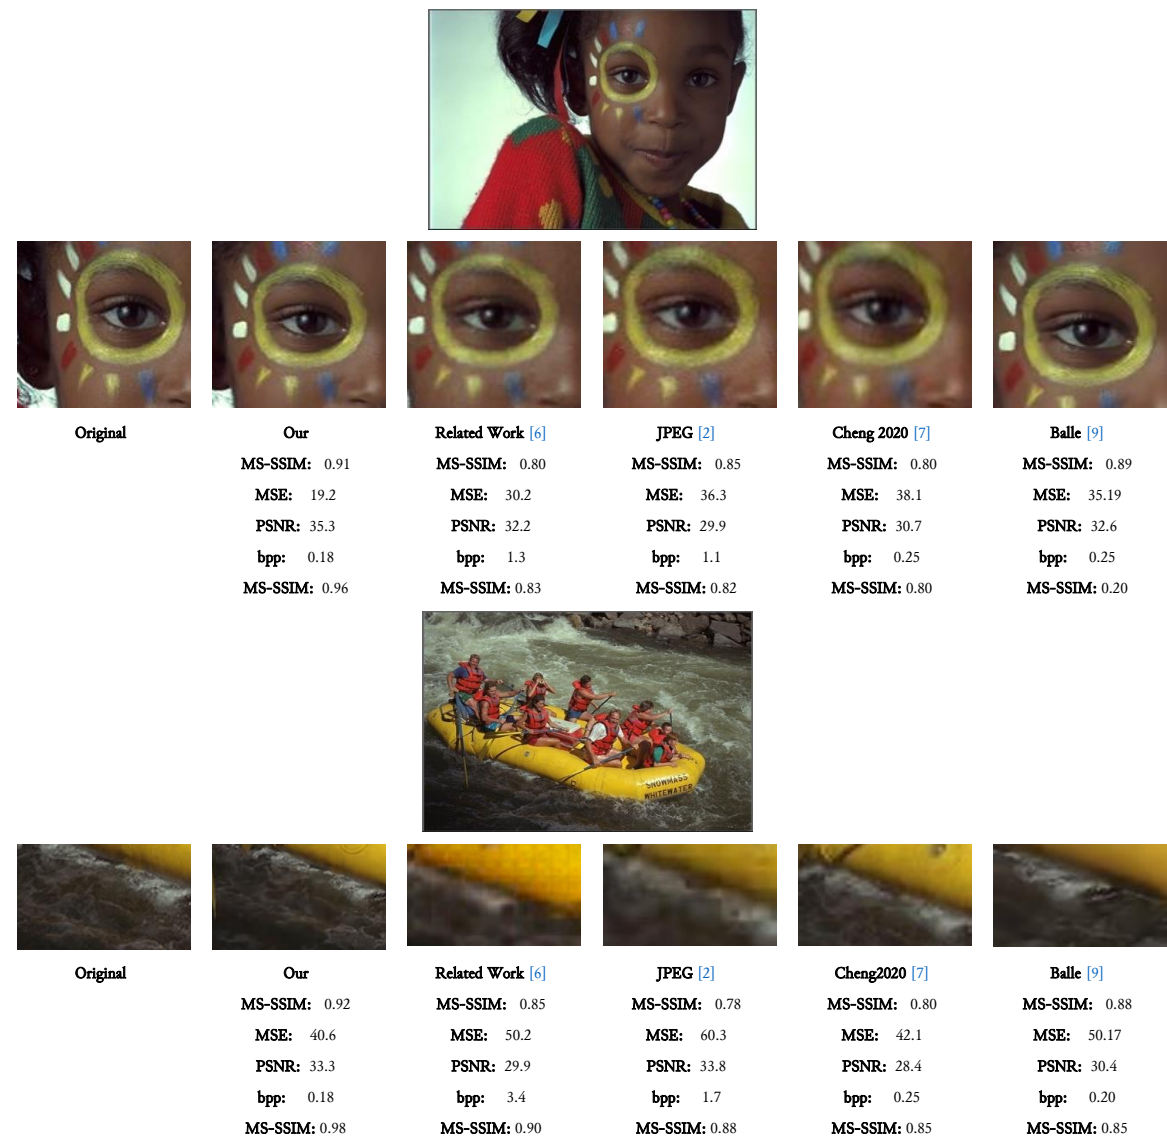 Original Our Related Work [6] JPEG [2] Cheng 2020 [7] Balle [9]
MS-SSIM: 0.91 MS-SSIM: 0.80 MS-SSIM: 0.85 MS-SSIM: 0.80 MS-SSIM: 0.89
MSE: 19.2 MSE: 30.2 MSE: 36.3 MSE: 38.1 MSE: 35.19
PSNR: 35.3 PSNR: 32.2 PSNR: 29.9 PSNR: 30.7 PSNR: 32.6
bpp: 0.18 bpp: 1.3 bpp: 1.1 bpp: 0.25 bpp: 0.25
MS-SSIM: 0.96 MS-SSIM: 0.83 MS-SSIM: 0.82 MS-SSIM: 0.80 MS-SSIM: 0.20
SNOWMASS
WHITEWATER
Original Our Related Work [6] JPEG [2] Cheng2020 [7] Balle [9]
MS-SSIM: 0.92 MS-SSIM: 0.85 MS-SSIM: 0.78 MS-SSIM: 0.80 MS-SSIM: 0.88
MSE: 40.6 MSE: 50.2 MSE: 60.3 MSE: 42.1 MSE: 50.17
PSNR: 33.3 PSNR: 29.9 PSNR: 33.8 PSNR: 28.4 PSNR: 30.4
bpp: 0.18 bpp: 3.4 bpp: 1.7 bpp: 0.25 bpp: 0.20
MS-SSIM: 0.98 MS-SSIM: 0.90 MS-SSIM: 0.88 MS-SSIM: 0.85 MS-SSIM: 0.85